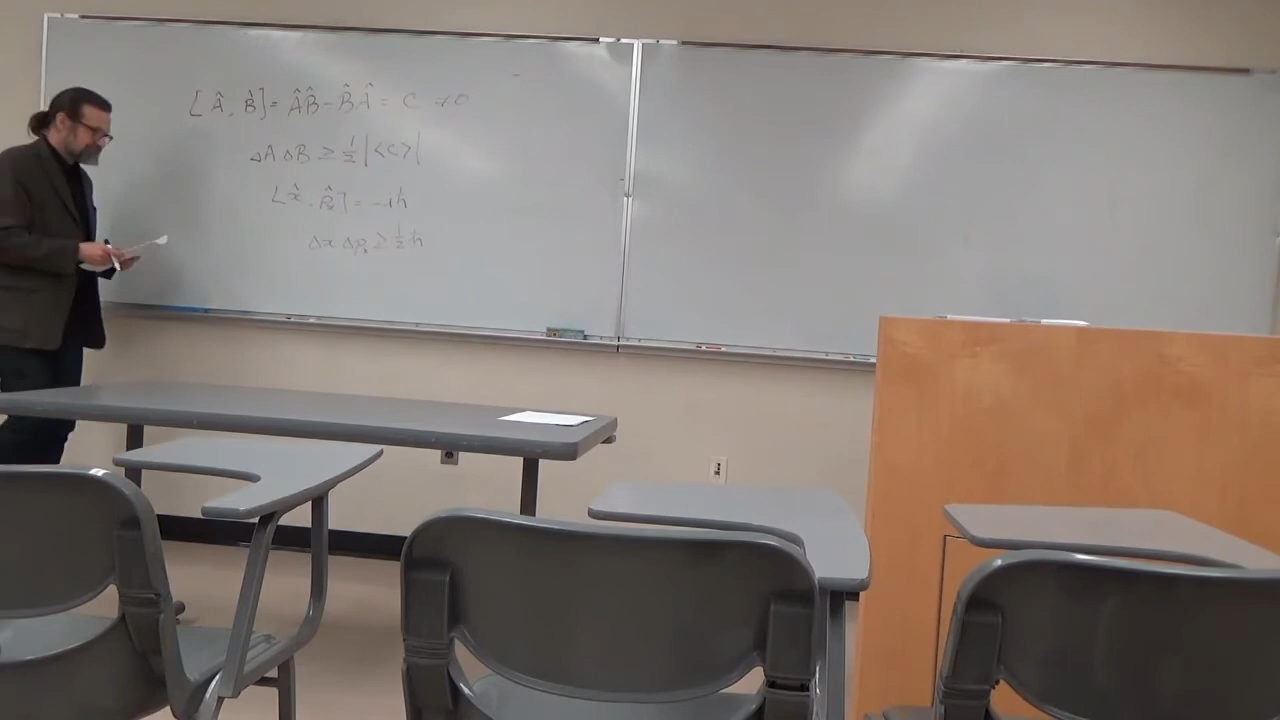 [Â, B̂] = ÂB̂ - B̂Â = C ≠ 0
ΔA ΔB ≥ 1/2 |<C>|
[x̂, p̂x] = -iħ
Δx Δpx ≥ 1/2 ħ